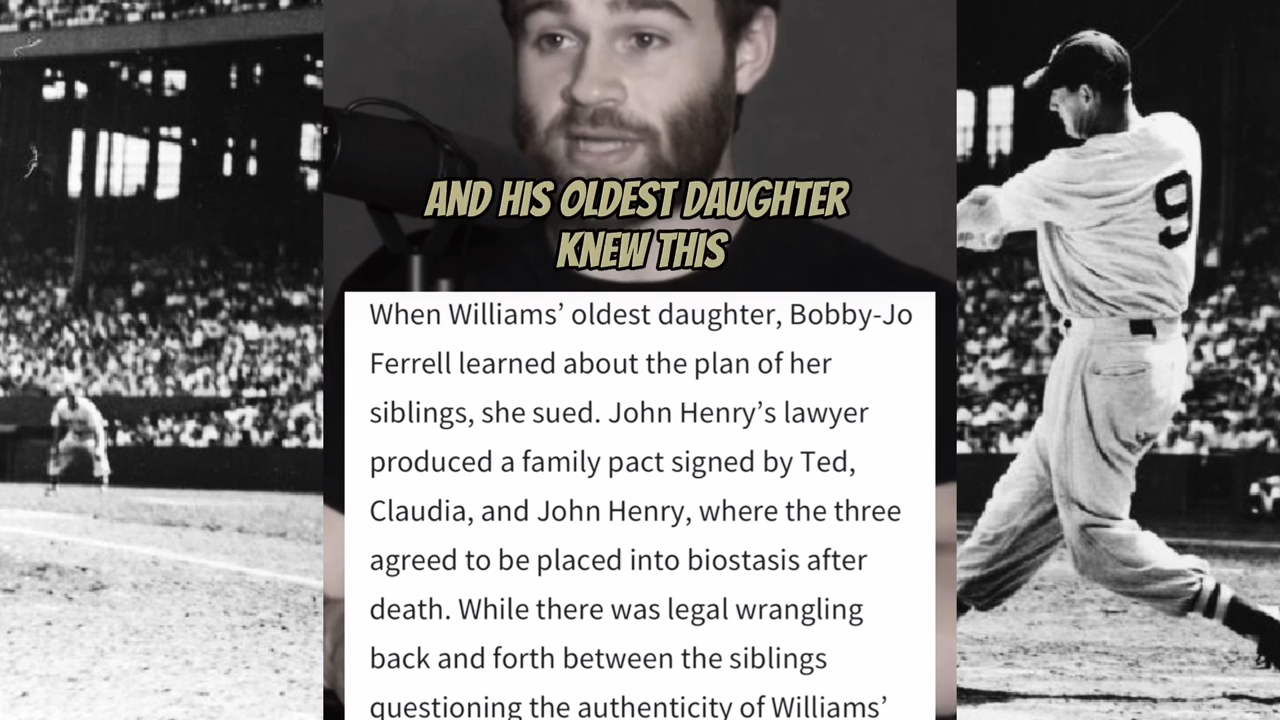 AND HIS OLDEST DAUGHTER
KNEW THIS
When Williams’ oldest daughter, Bobby-Jo
Ferrell learned about the plan of her
siblings, she sued. John Henry’s lawyer
produced a family pact signed by Ted,
Claudia, and John Henry, where the three
agreed to be placed into biostasis after
death. While there was legal wrangling
back and forth between the siblings
questioning the authenticity of Williams’
9